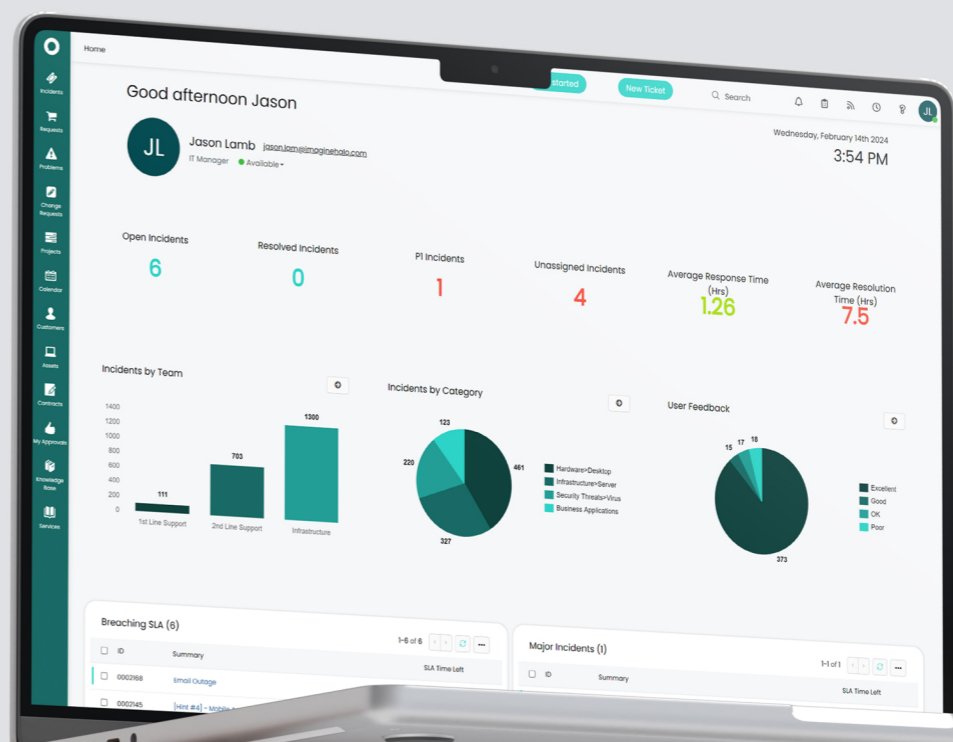 Home
started
New Ticket
Search
JL
Good afternoon Jason
Wednesday, February 14th 2024
3:54 PM
JL
Jason Lamb jason.lam@imaginehalo.com
IT Manager Available
Incidents
Requests
Problems
Change
Requests
Projects
Calendar
Customers
Assets
Contracts
My Approvals
Knowledge
Base
Services
Open Incidents
6
Resolved Incidents
0
P1 Incidents
1
Unassigned Incidents
4
Average Response Time
(Hrs)
1.26
Average Resolution
Time (Hrs)
7.5
Incidents by Team
1400
1200
1000
800
600
400
200
0
111
703
1300
1st Line Support
2nd Line Support
Infrastructure
Incidents by Category
123
220
461
327
Hardware>Desktop
Infrastructure>Server
Security Threats>Virus
Business Applications
User Feedback
15 17 18
373
Excellent
Good
OK
Poor
Breaching SLA (6)
1-6 of 6
ID Summary SLA Time Left
0002168 Email Outage
0002145 [Hint #4] - Mobile
Major Incidents (1)
1-1 of 1
ID Summary SLA Time Left